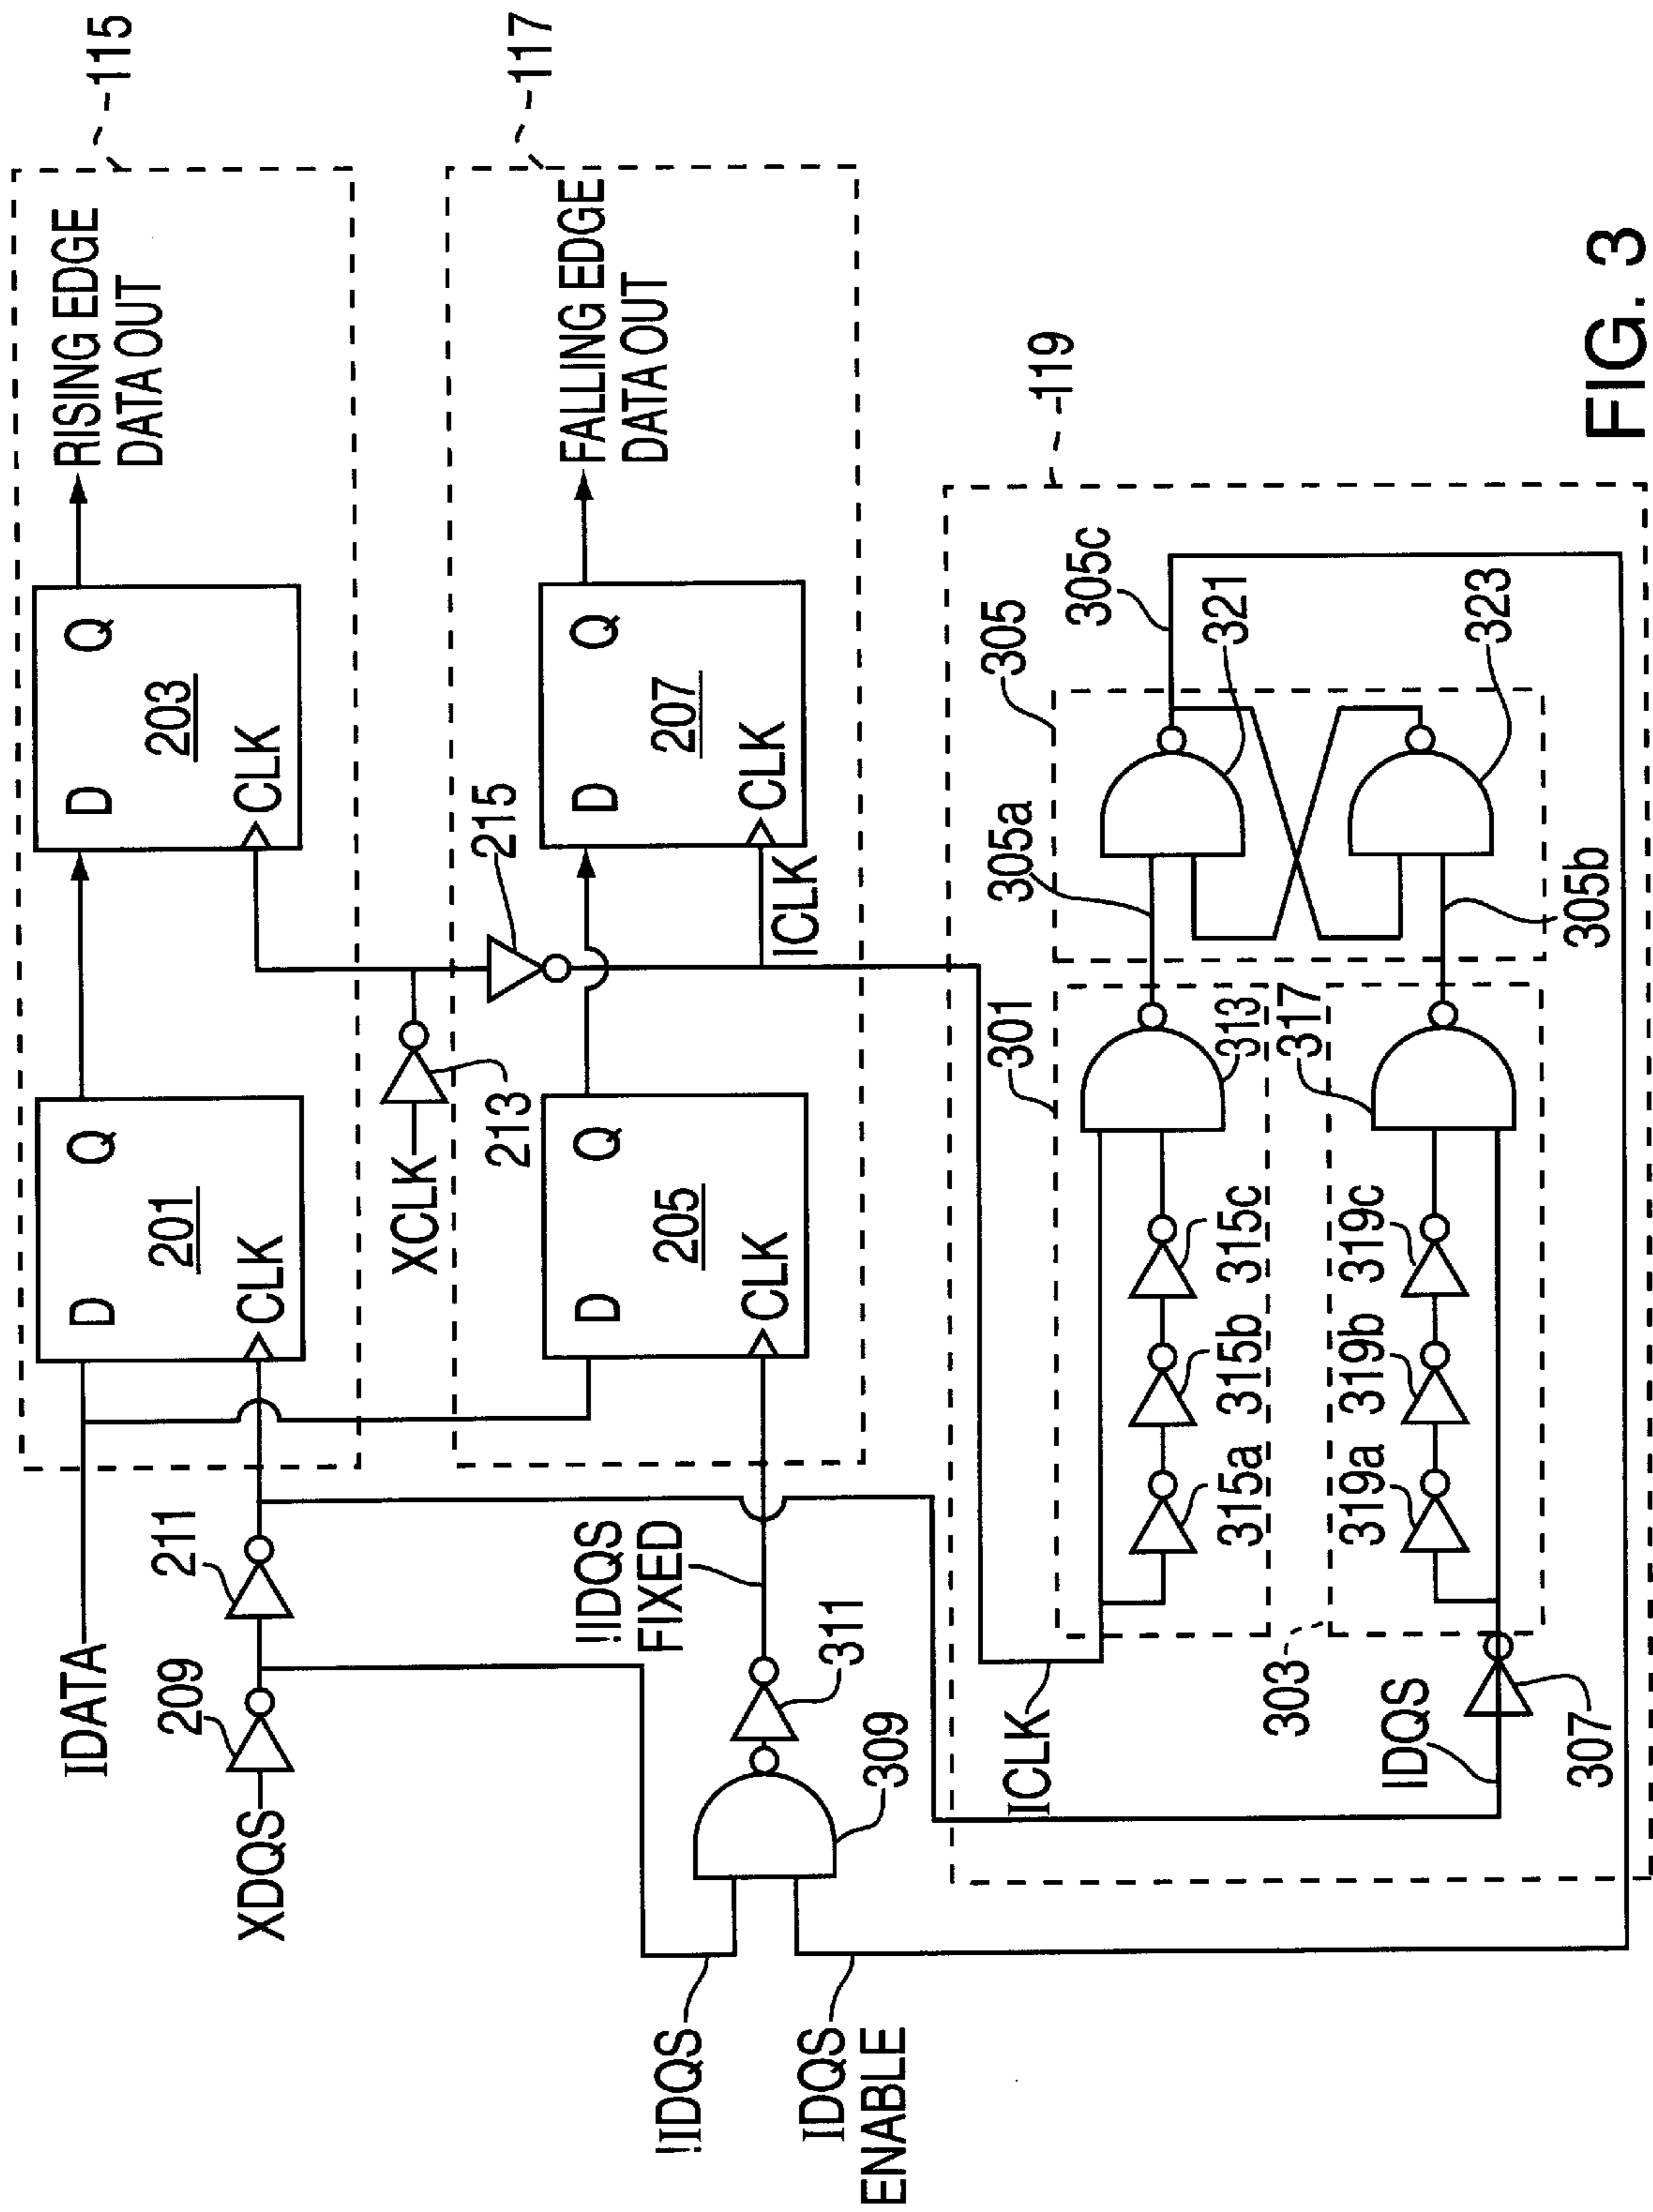 115
RISING EDGE
DATA OUT
D
Q
201
CLK
D
Q
203
CLK
IDATA
209
211
XDQS
XCLK
213
215
117
FALLING EDGE
DATA OUT
D
Q
205
CLK
D
Q
207
CLK
ICLK
!IDQS
FIXED
311
309
!IDQS
IDQS
ENABLE
119
ICLK
301
313
315a
315b
315c
303
317
319a
319b
319c
IDQS
307
305
305a
305b
305c
321
323
FIG. 3